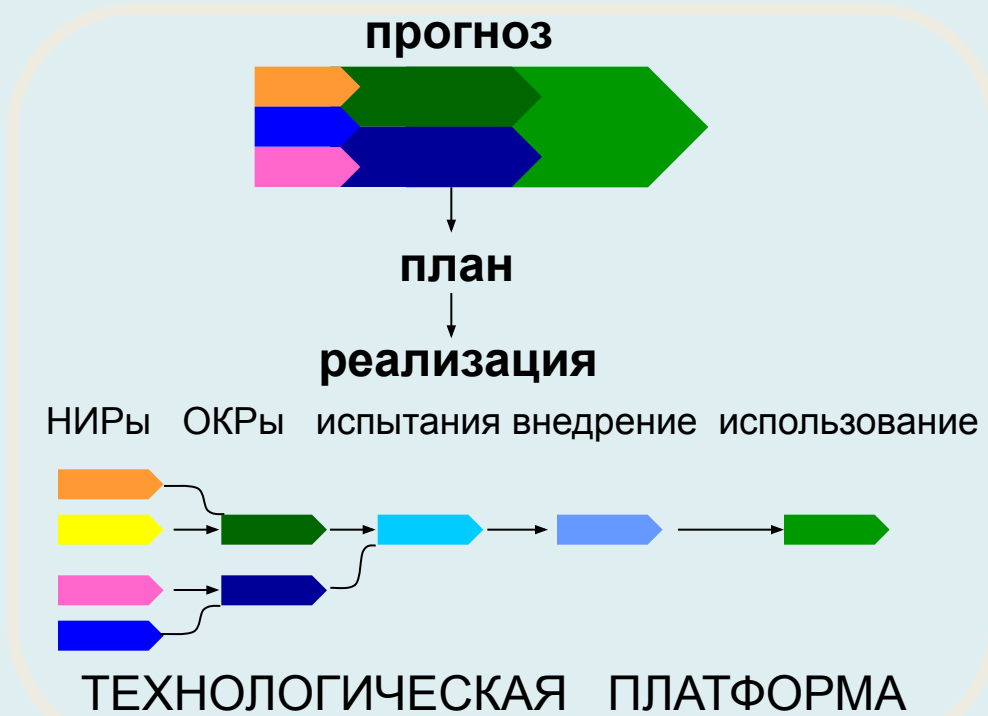 прогноз
план
реализация
НИРы ОКРы испытания внедрение использование
ТЕХНОЛОГИЧЕСКАЯ ПЛАТФОРМА